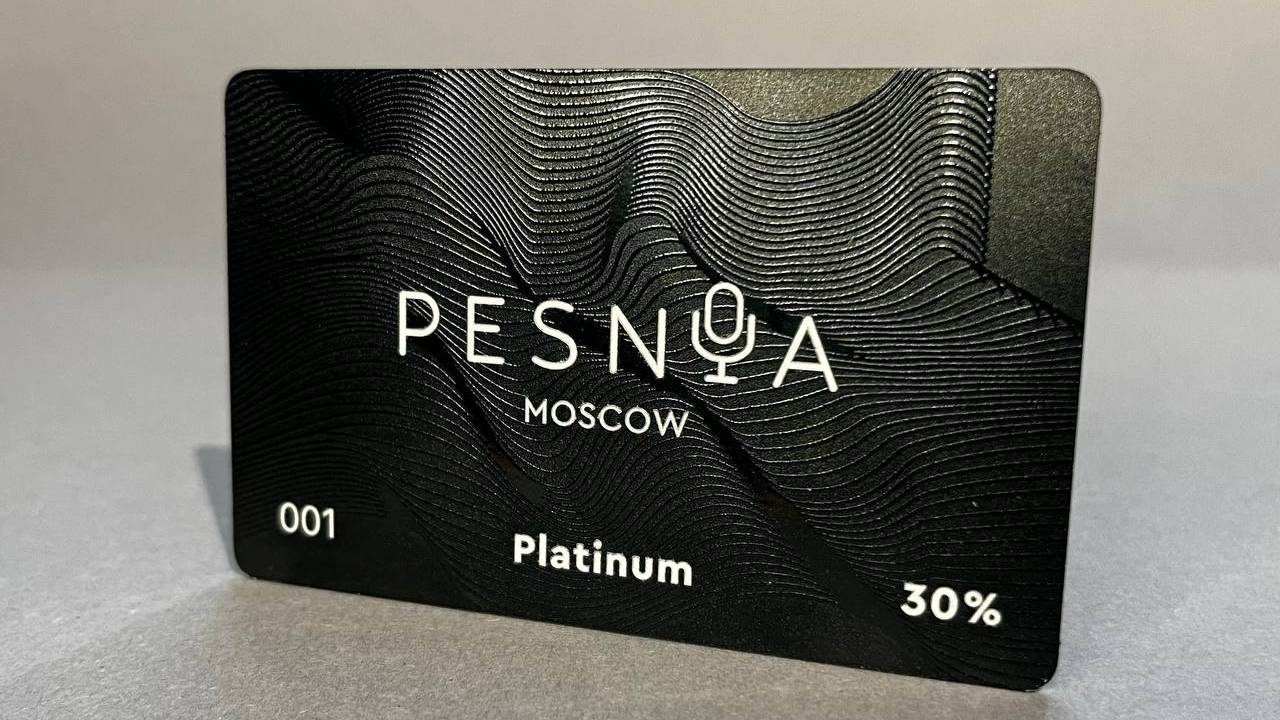 PESNYA
MOSCOW
001
Platinum
30%